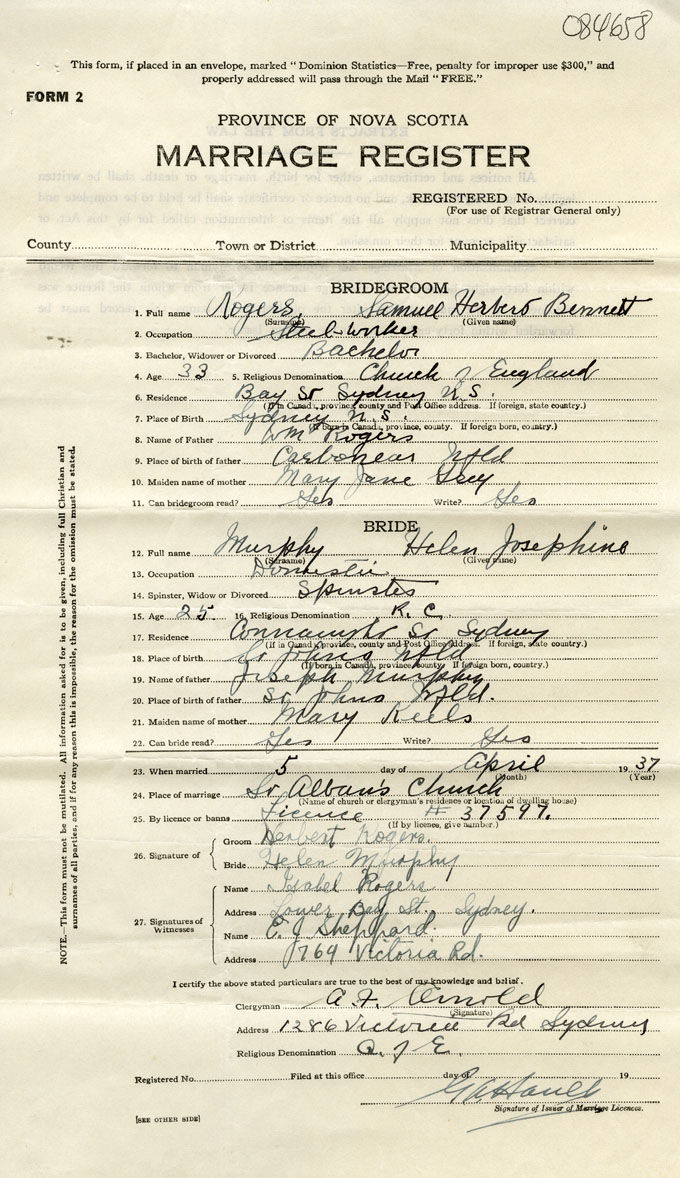 084658
This form, if placed in an envelope, marked "Dominion Statistics—Free, penalty for improper use $300," and
properly addressed will pass through the Mail "FREE."
FORM 2
PROVINCE OF NOVA SCOTIA
MARRIAGE REGISTER
REGISTERED No.
(For use of Registrar General only)
County Town or District Municipality
BRIDEGROOM
1. Full name Rogers, Samuel Herbert Bennett
(Surname) (Given name)
2. Occupation Steel-worker
3. Bachelor, Widower or Divorced Bachelor
4. Age 33 5. Religious Denomination Church of England
6. Residence Bay St Sydney N.S.
(If in Canada, province county and Post Office address. If foreign, state country.)
7. Place of Birth Sydney N.S.
(If born in Canada, province, county. If foreign born, country.)
8. Name of Father Wm Rogers
9. Place of birth of father Carbonear Nfld
10. Maiden name of mother Mary Jane
11. Can bridegroom read? Yes Write? Yes
BRIDE
12. Full name Murphy Helen Josephine
(Surname) (Given name)
13. Occupation Domestic
14. Spinster, Widow or Divorced Spinster
15. Age 25 16. Religious Denomination R.C.
17. Residence St Sydney
(If in Canada, province, county and Post Office address. If foreign, state country.)
18. Place of birth St Johns Nfld
(If born in Canada, province, county. If foreign born, country.)
19. Name of father Joseph Murphy
20. Place of birth of father St Johns Nfld.
21. Maiden name of mother Mary Keels
22. Can bride read? Yes Write? Yes
23. When married 5 day of April 1937
(Month) (Year)
24. Place of marriage St Alban's Church
(Name of church or clergyman's residence or location of dwelling house)
25. By licence or banns Licence # 37597.
(If by licence, give number.)
26. Signature of
Groom Herbert Rogers.
Bride Helen Murphy
27. Signatures of Witnesses
Name Isabel Rogers
Address Lower Bay St. Sydney.
Name E. J Sheppard.
Address 1769 Victoria Rd.
I certify the above stated particulars are true to the best of my knowledge and belief.
Clergyman A. F. Arnold
(Signature)
Address 1286 Victoria Rd Sydney
Religious Denomination C. of E.
Registered No. Filed at this office day of 19
Signature of Issuer of Marriage Licences.
[SEE OTHER SIDE]
NOTE.—This form must not be mutilated. All information asked for is to be given, including full Christian and
surnames of all parties, and if for any reason this is impossible, the reason for the omission must be stated.